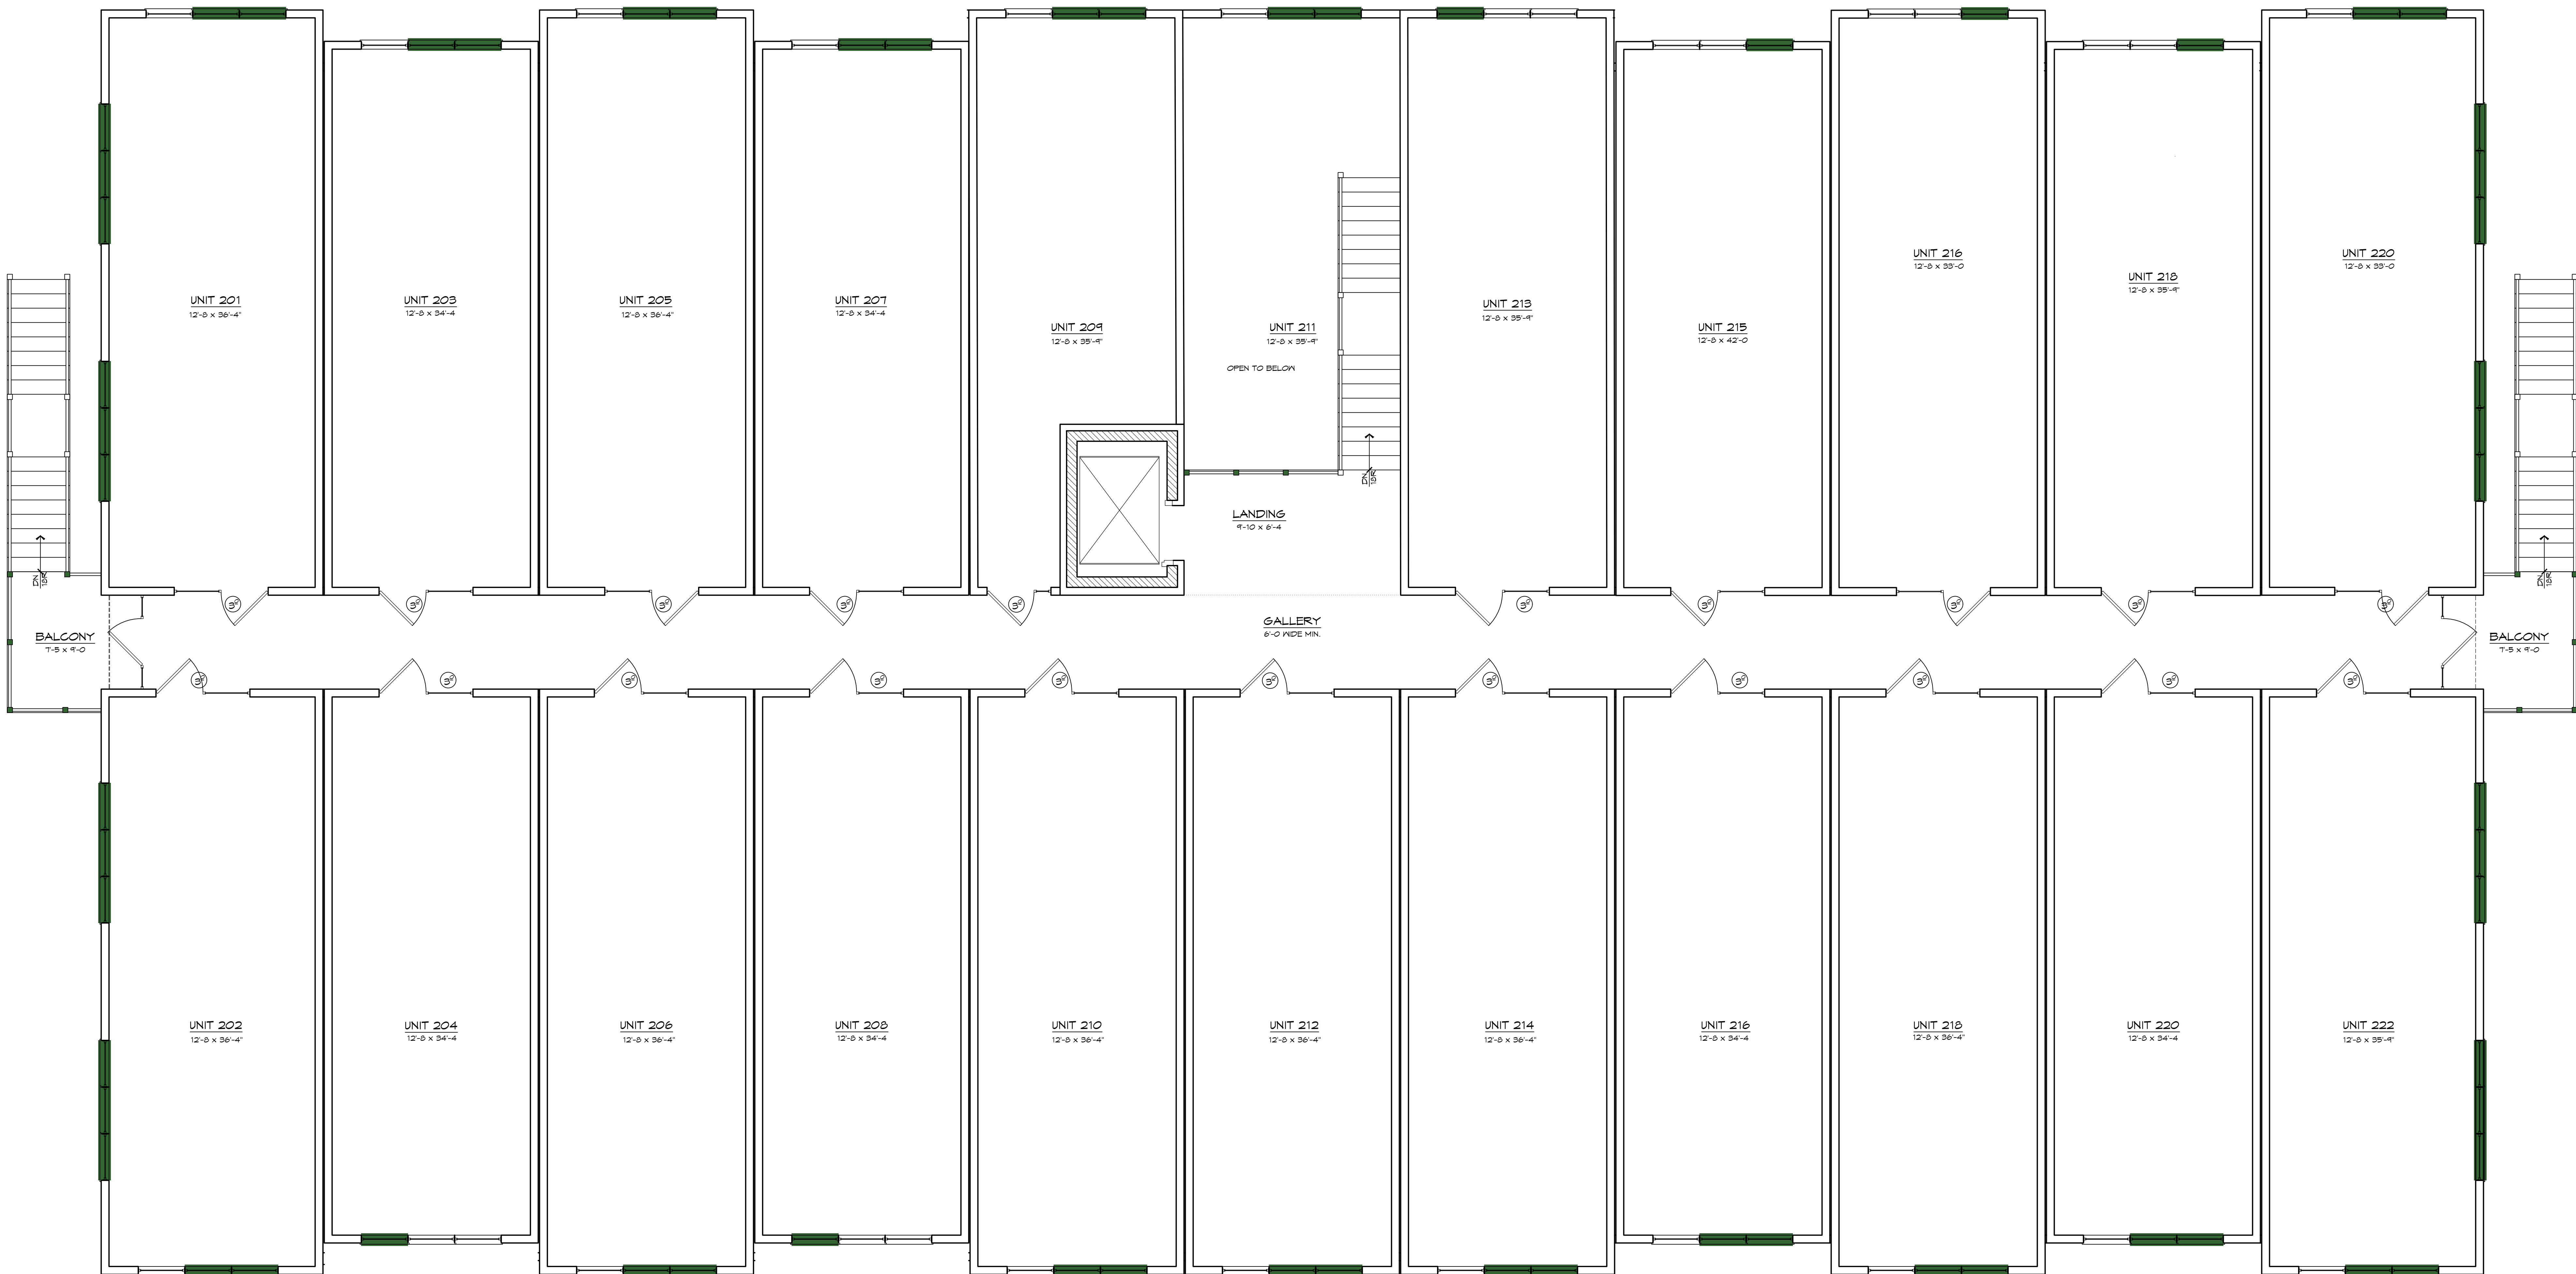 UNIT 201
12'-8 x 36'-4"
UNIT 203
12'-8 x 34'-4
UNIT 205
12'-8 x 36'-4"
UNIT 207
12'-8 x 34'-4
UNIT 209
12'-8 x 35'-9"
UNIT 211
12'-8 x 35'-9"
OPEN TO BELOW
UNIT 213
12'-8 x 35'-9"
UNIT 215
12'-8 x 42'-0
UNIT 216
12'-8 x 33'-0
UNIT 218
12'-8 x 35'-9"
UNIT 220
12'-8 x 33'-0
DN
18R
DN
18R
DN
18R
LANDING
9'-10 x 6'-4
BALCONY
7'-5 x 9'-0
GALLERY
6'-0 WIDE MIN.
BALCONY
7'-5 x 9'-0
UNIT 202
12'-8 x 36'-4"
UNIT 204
12'-8 x 34'-4
UNIT 206
12'-8 x 36'-4"
UNIT 208
12'-8 x 34'-4
UNIT 210
12'-8 x 36'-4"
UNIT 212
12'-8 x 36'-4"
UNIT 214
12'-8 x 36'-4"
UNIT 216
12'-8 x 34'-4
UNIT 218
12'-8 x 36'-4"
UNIT 220
12'-8 x 34'-4
UNIT 222
12'-8 x 35'-9"